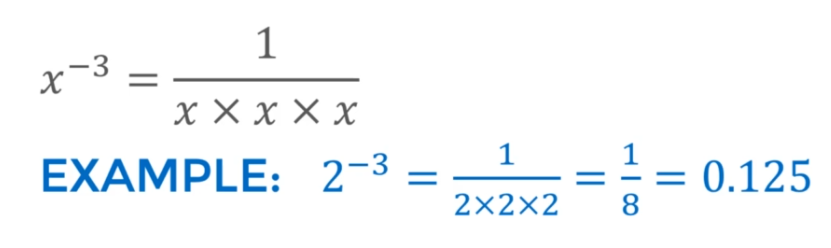 x⁻³ = 1 / (x × x × x)
EXAMPLE: 2⁻³ = 1 / (2×2×2) = 1/8 = 0.125